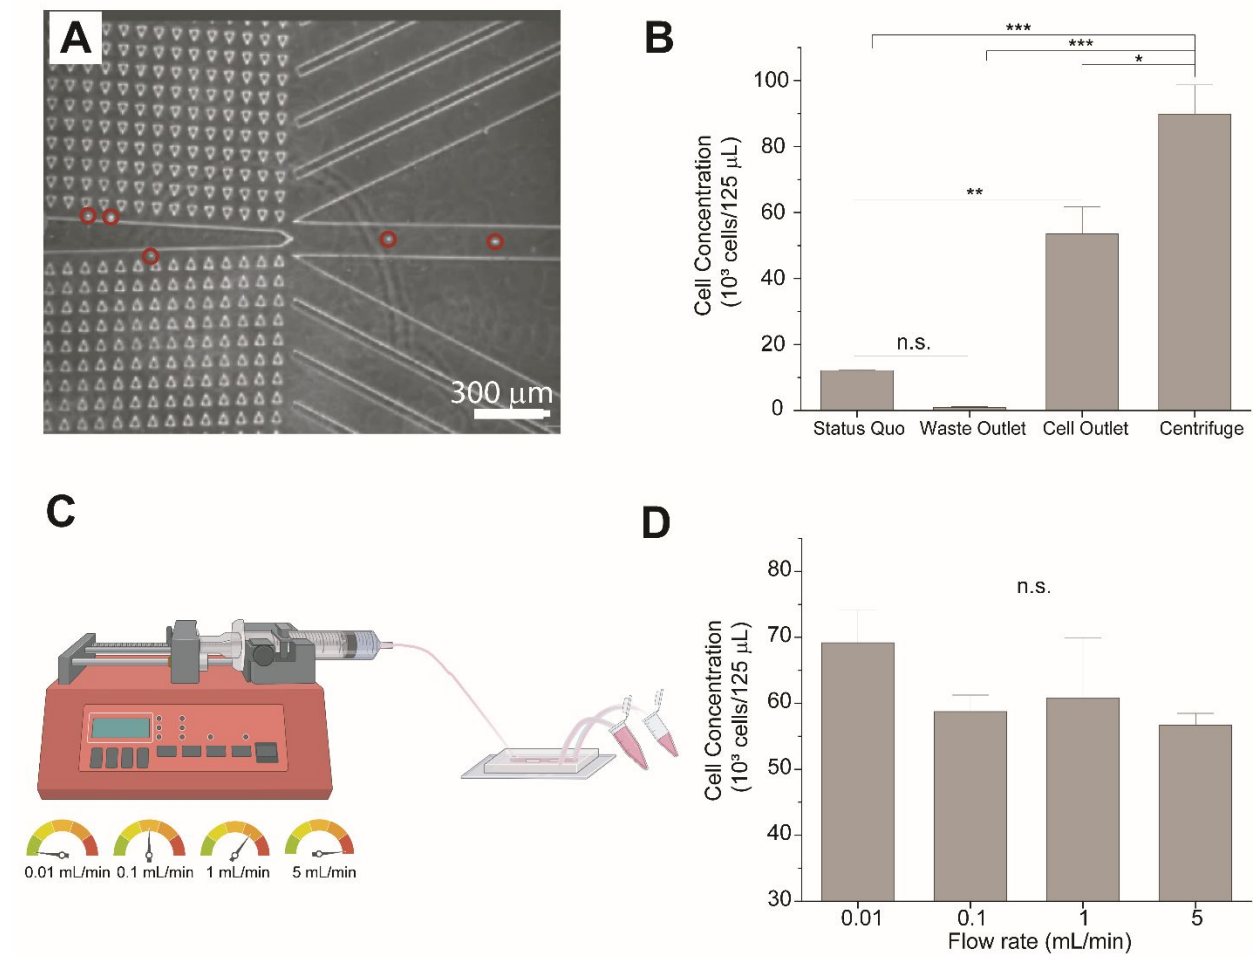 A
300 µm
B
***
***
*
**
n.s.
100
80
60
40
20
0
Cell Concentration
(10³ cells/125 µL)
Status Quo Waste Outlet Cell Outlet Centrifuge
C
0.01 mL/min 0.1 mL/min 1 mL/min 5 mL/min
D
n.s.
80
70
60
50
40
30
Cell Concentration
(10³ cells/125 µL)
0.01 0.1 1 5
Flow rate (mL/min)